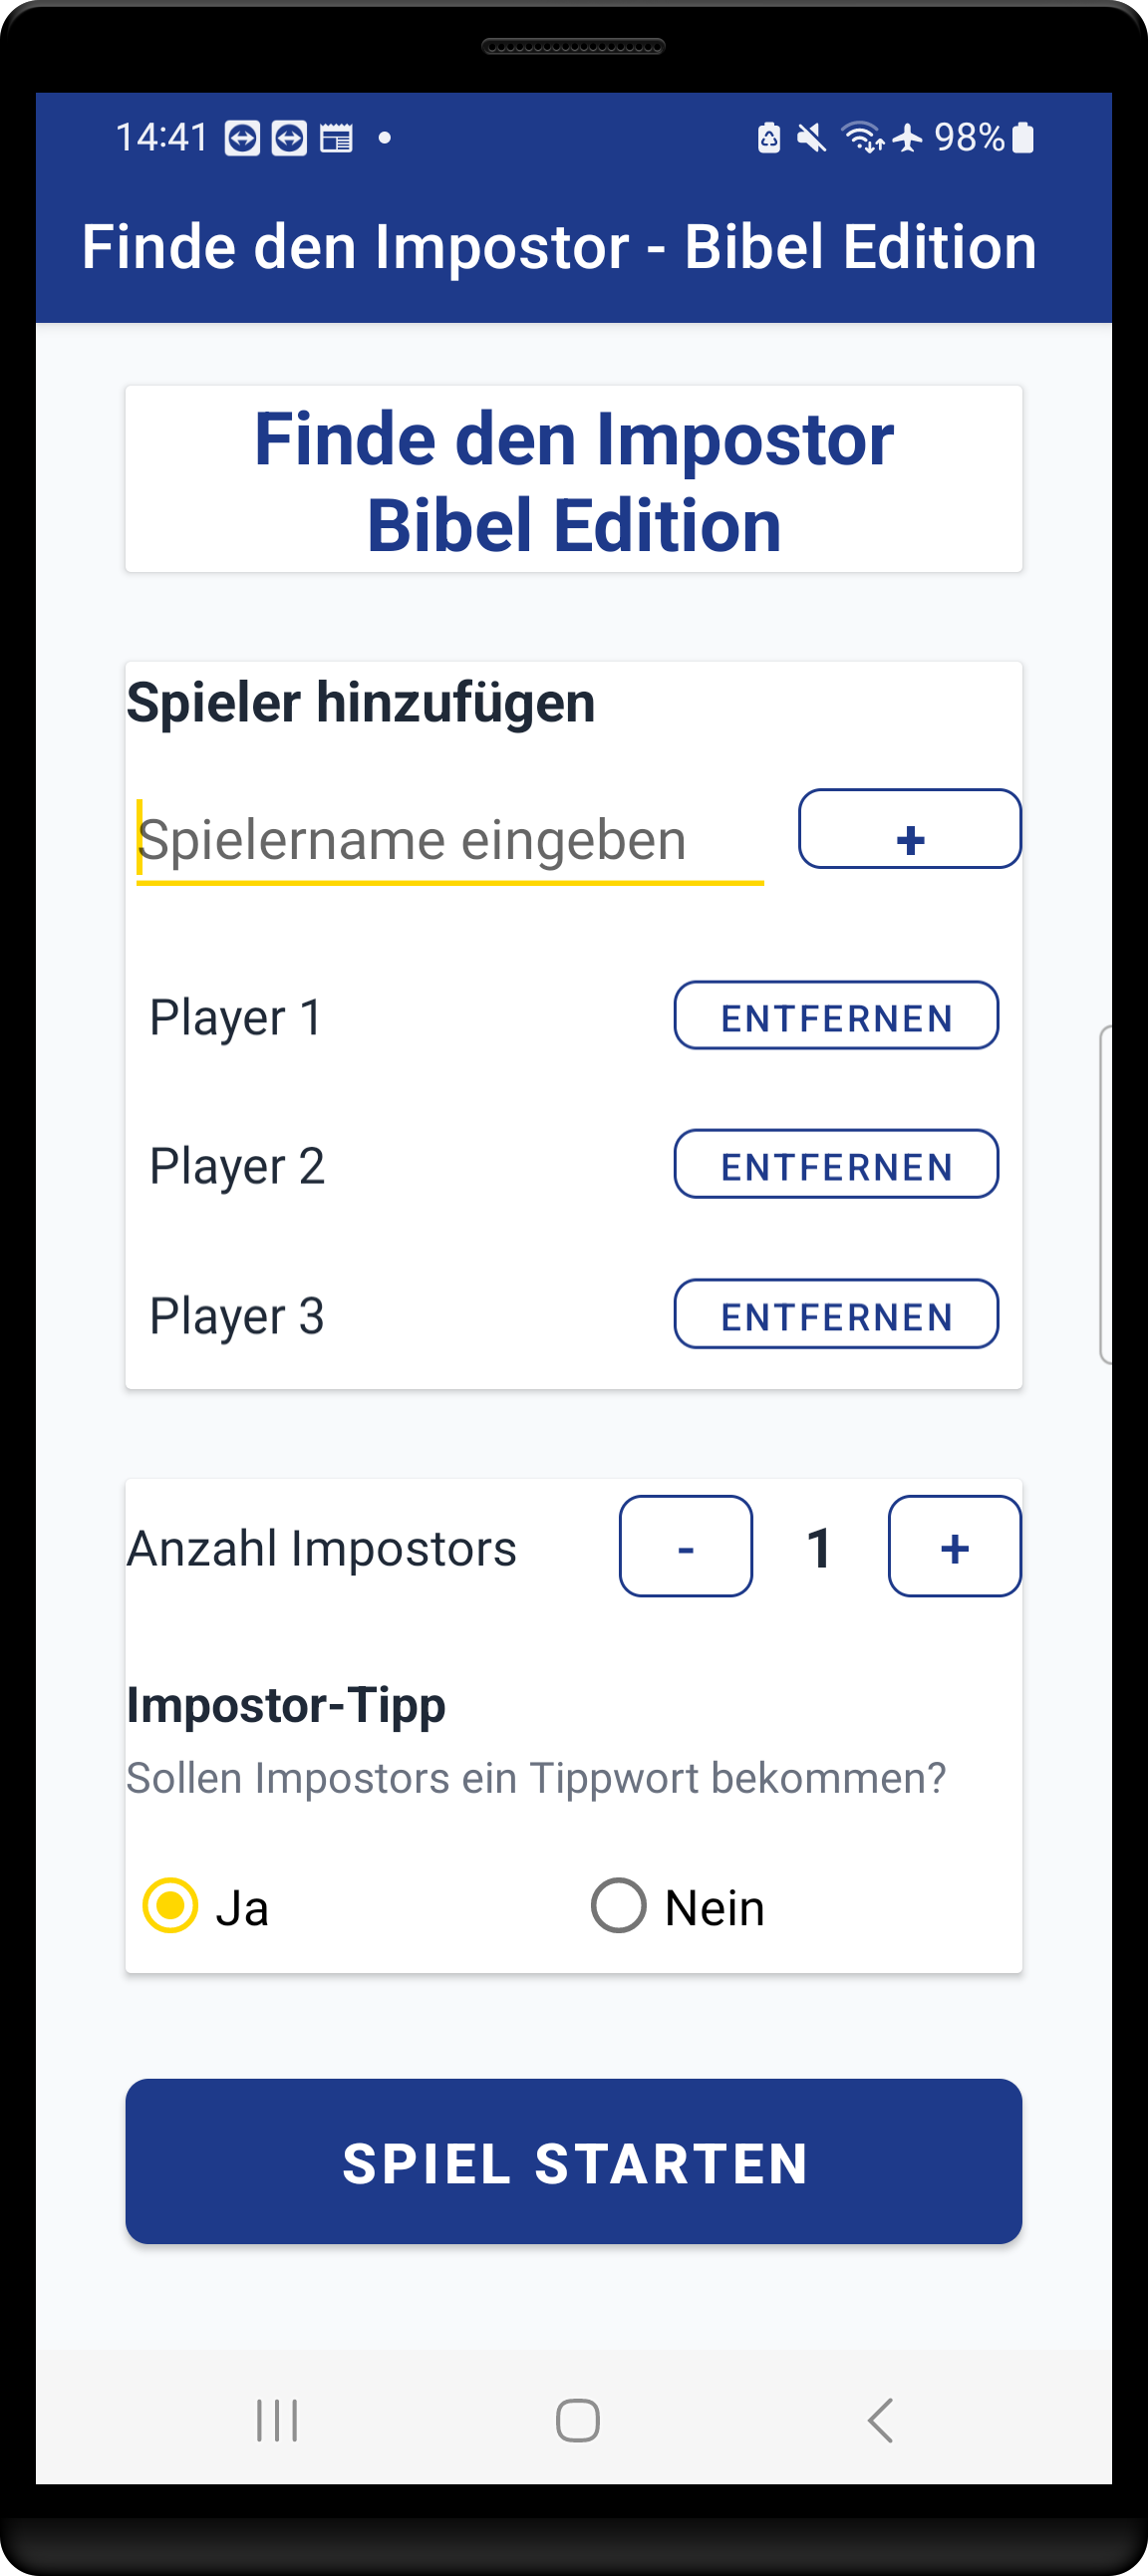 14:41 98%
Finde den Impostor - Bibel Edition
Finde den Impostor
Bibel Edition
Spieler hinzufügen
Spielername eingeben +
Player 1 ENTFERNEN
Player 2 ENTFERNEN
Player 3 ENTFERNEN
Anzahl Impostors - 1 +
Impostor-Tipp
Sollen Impostors ein Tippwort bekommen?
Ja Nein
SPIEL STARTEN